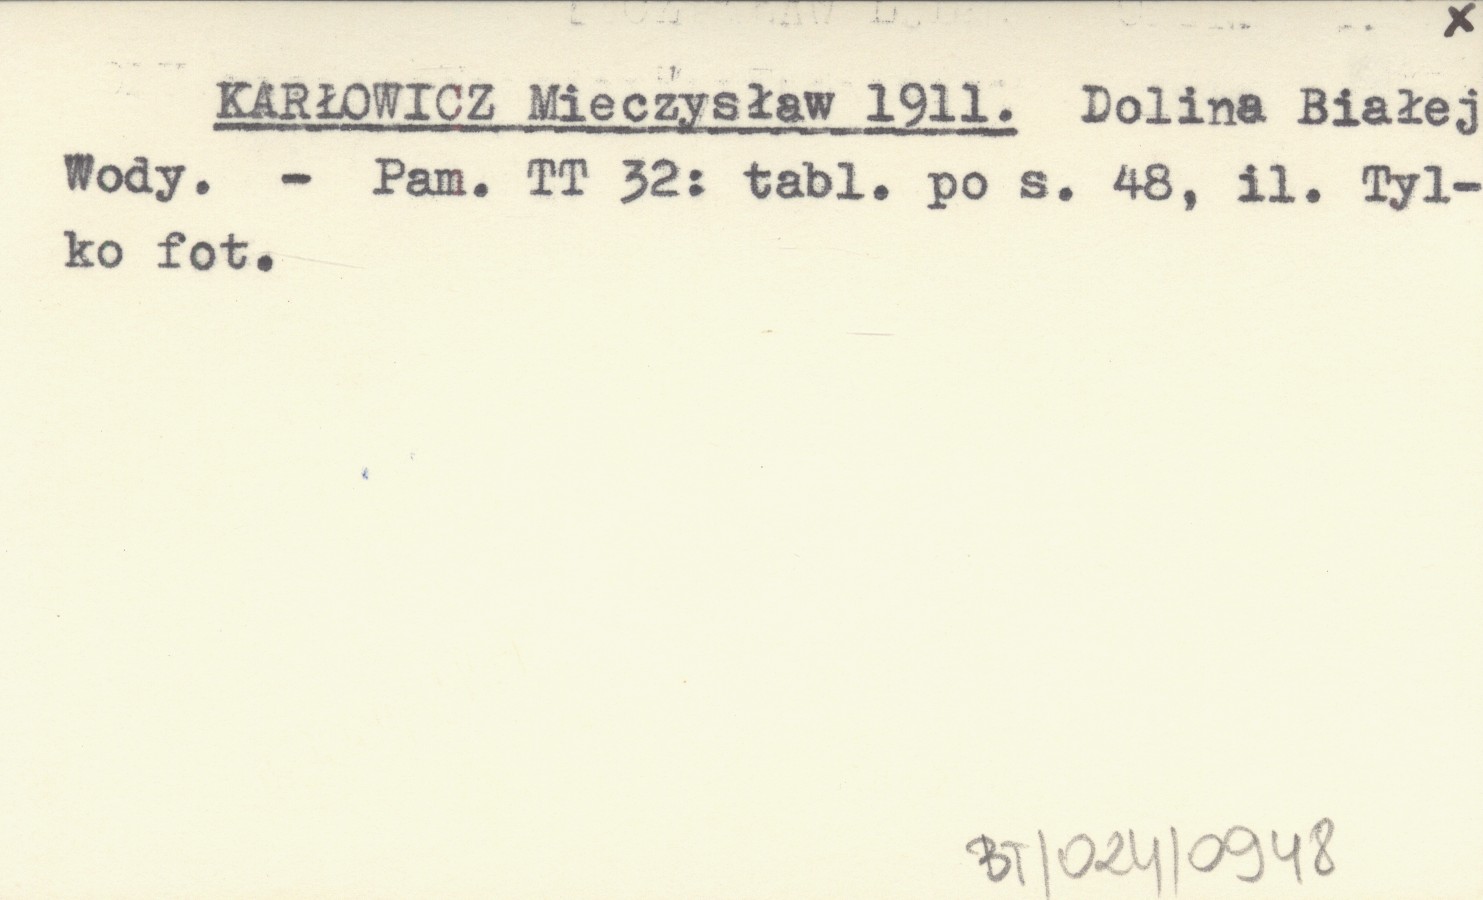 x
KARŁOWICZ Mieczysław 1911. Dolina Białej
Wody. - Pam. TT 32: tabl. po s. 48, il. Tyl-
ko fot.
BT/024/0948